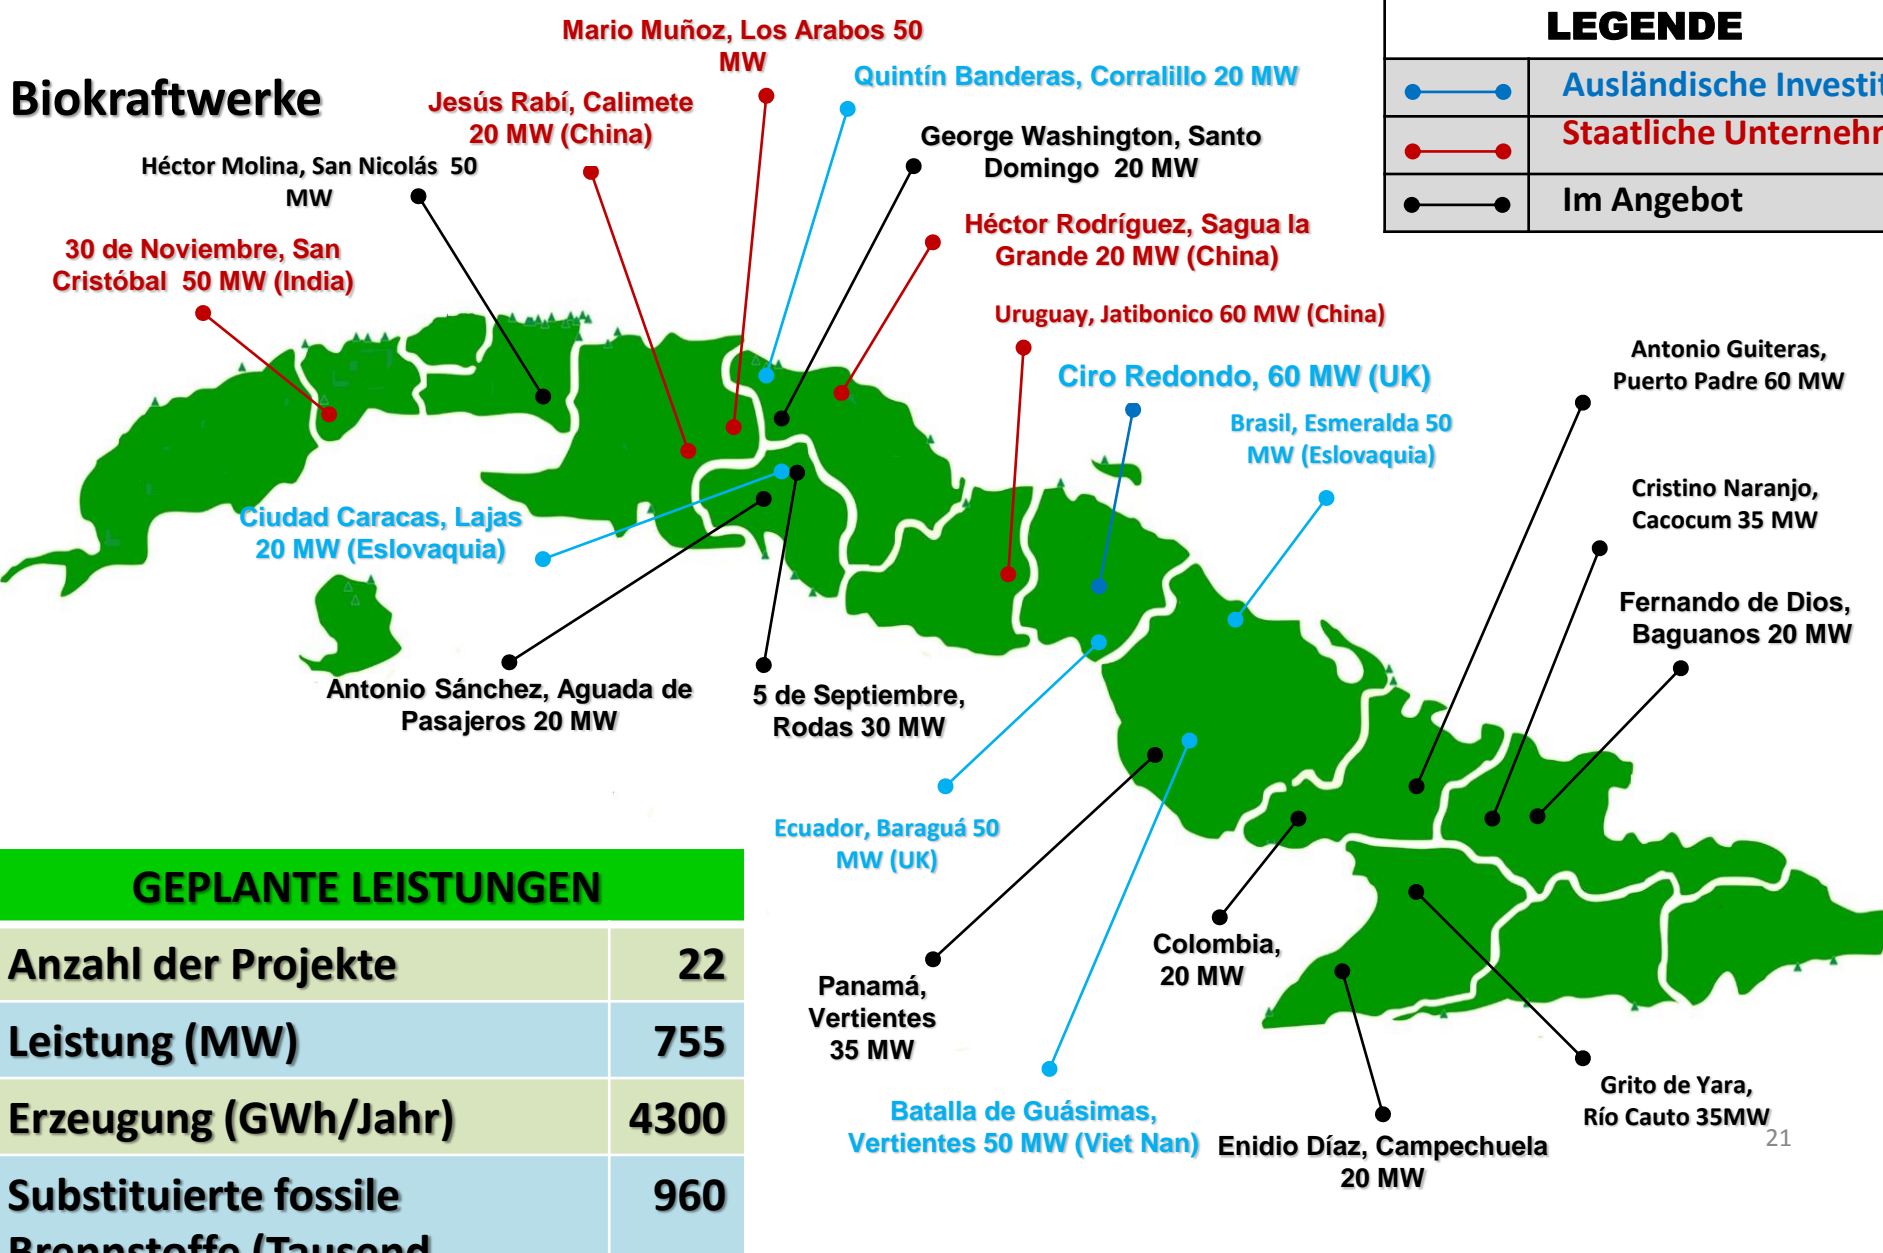 Biokraftwerke
Mario Muñoz, Los Arabos 50
MW
Quintín Banderas, Corralillo 20 MW
Jesús Rabí, Calimete
20 MW (China)
George Washington, Santo
Domingo 20 MW
Héctor Molina, San Nicolás 50
MW
Héctor Rodríguez, Sagua la
Grande 20 MW (China)
30 de Noviembre, San
Cristóbal 50 MW (India)
Uruguay, Jatibonico 60 MW (China)
Ciro Redondo, 60 MW (UK)
Brasil, Esmeralda 50
MW (Eslovaquia)
Antonio Guiteras,
Puerto Padre 60 MW
Cristino Naranjo,
Cacocum 35 MW
Fernando de Dios,
Baguanos 20 MW
Ciudad Caracas, Lajas
20 MW (Eslovaquia)
Antonio Sánchez, Aguada de
Pasajeros 20 MW
5 de Septiembre,
Rodas 30 MW
Ecuador, Baraguá 50
MW (UK)
Panamá,
Vertientes
35 MW
Colombia,
20 MW
Batalla de Guásimas,
Vertientes 50 MW (Viet Nan)
Enidio Díaz, Campechuela
20 MW
Grito de Yara,
Río Cauto 35MW
21
LEGENDE
Ausländische Investit
Staatliche Unternehr
Im Angebot
GEPLANTE LEISTUNGEN
Anzahl der Projekte 22
Leistung (MW) 755
Erzeugung (GWh/Jahr) 4300
Substituierte fossile 960
Brennstoffe (Tausend